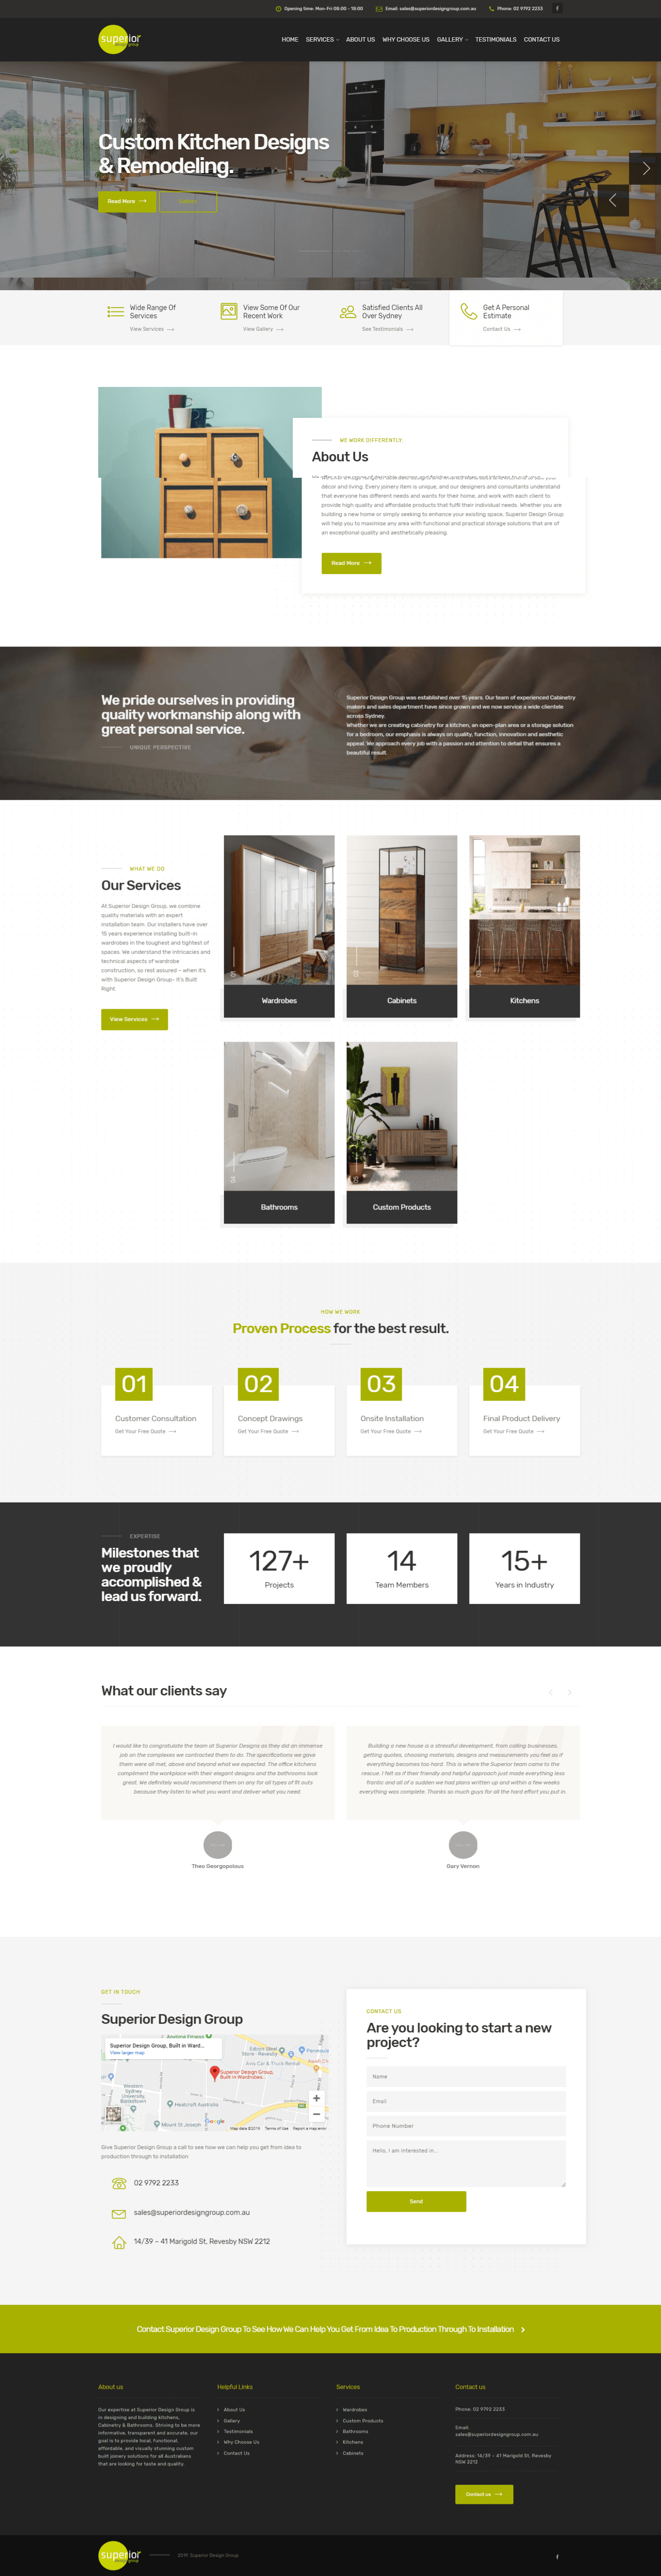 Opening time: Mon-Fri 08:00 - 18:00
Email: sales@superiordesigngroup.com.au
Phone: 02 9792 2233
superior
design group
HOME
SERVICES
ABOUT US
WHY CHOOSE US
GALLERY
TESTIMONIALS
CONTACT US
01 / 04
Custom Kitchen Designs
& Remodeling.
Read More
Gallery
Wide Range Of
Services
View Services
View Some Of Our
Recent Work
View Gallery
Satisfied Clients All
Over Sydney
See Testimonials
Get A Personal
Estimate
Contact Us
WE WORK DIFFERENTLY.
About Us
décor and living. Every joinery item is unique, and our designers and consultants understand
that everyone has different needs and wants for their home, and work with each client to
provide high quality and affordable products that fulfil their individual needs. Whether you are
building a new home or simply seeking to enhance your existing space, Superior Design Group
will help you to maximize any area with functional and practical storage solutions that are of
an exceptional quality and aesthetically pleasing.
Read More
We pride ourselves in providing
quality workmanship along with
great personal service.
UNIQUE PERSPECTIVE
Superior Design Group was established over 15 years. Our team of experienced Cabinetry
makers and sales department have since grown and we now service a wide clientele
across Sydney.
Whether we are creating cabinetry for a kitchen, an open-plan area or a storage solution
for a bedroom, our emphasis is always on quality, function, innovation and aesthetic
appeal. We approach every job with a passion and attention to detail that ensures a
beautiful result.
WHAT WE DO
Our Services
At Superior Design Group, we combine
quality materials with an expert
installation team. Our installers have over
15 years experience installing built-in
wardrobes in the toughest and tightest of
spaces. We understand the intricacies and
technical aspects of wardrobe
construction, so rest assured – when it's
with Superior Design Group- It's Built
Right.
View Services
01
Wardrobes
02
Cabinets
03
Kitchens
04
Bathrooms
05
Custom Products
HOW WE WORK
Proven Process for the best result.
01
Customer Consultation
Get Your Free Quote
02
Concept Drawings
Get Your Free Quote
03
Onsite Installation
Get Your Free Quote
04
Final Product Delivery
Get Your Free Quote
EXPERTISE
Milestones that
we proudly
accomplished &
lead us forward.
127+
Projects
14
Team Members
15+
Years in Industry
What our clients say
I would like to congratulate the team at Superior Designs as they did an immense
job on the complexes we contracted them to do. The specifications we gave
them were all met, above and beyond what we expected. The office kitchens
compliment the workplace with their elegant designs and the bathrooms look
great. We definitely would recommend them on any for all types of fit outs
because they listen to what you want and deliver what you need.
Theo Georgopolous
Building a new house is a stressful development, from calling businesses,
getting quotes, choosing materials, designs and measurements you feel as if
everything becomes too hard. This is where the Superior team came to the
rescue. I felt as if their friendly and helpful approach just made everything less
frantic and all of a sudden we had plans written up and within a few weeks
everything was complete. Thanks so much guys for all the hard effort you put in.
Gary Vernon
GET IN TOUCH
Superior Design Group
Superior Design Group, Built in Ward...
View larger map
Superior Design Group,
Built in Wardrobes...
Western
Sydney
University,
Bankstown
Heatcraft Australia
Mount St Joseph
Google
Map data ©2019
Terms of Use
Report a map error
Give Superior Design Group a call to see how we can help you get from idea to
production through to installation
02 9792 2233
sales@superiordesigngroup.com.au
14/39 – 41 Marigold St, Revesby NSW 2212
CONTACT US
Are you looking to start a new
project?
Name
Email
Phone Number
Hello, I am interested in...
Send
Contact Superior Design Group To See How We Can Help You Get From Idea To Production Through To Installation
About us
Our expertise at Superior Design Group is
in designing and building kitchens,
Cabinetry & Bathrooms. Striving to be more
informative, transparent and accurate, our
goal is to provide local, functional,
affordable, and visually stunning custom
built joinery solutions for all Australians
that are looking for taste and quality.
Helpful Links
About Us
Gallery
Testimonials
Why Choose Us
Contact Us
Services
Wardrobes
Custom Products
Bathrooms
Kitchens
Cabinets
Contact us
Phone: 02 9792 2233
Email:
sales@superiordesigngroup.com.au
Address: 14/39 – 41 Marigold St, Revesby
NSW 2212
Contact us
superior
design group
2019 Superior Design Group